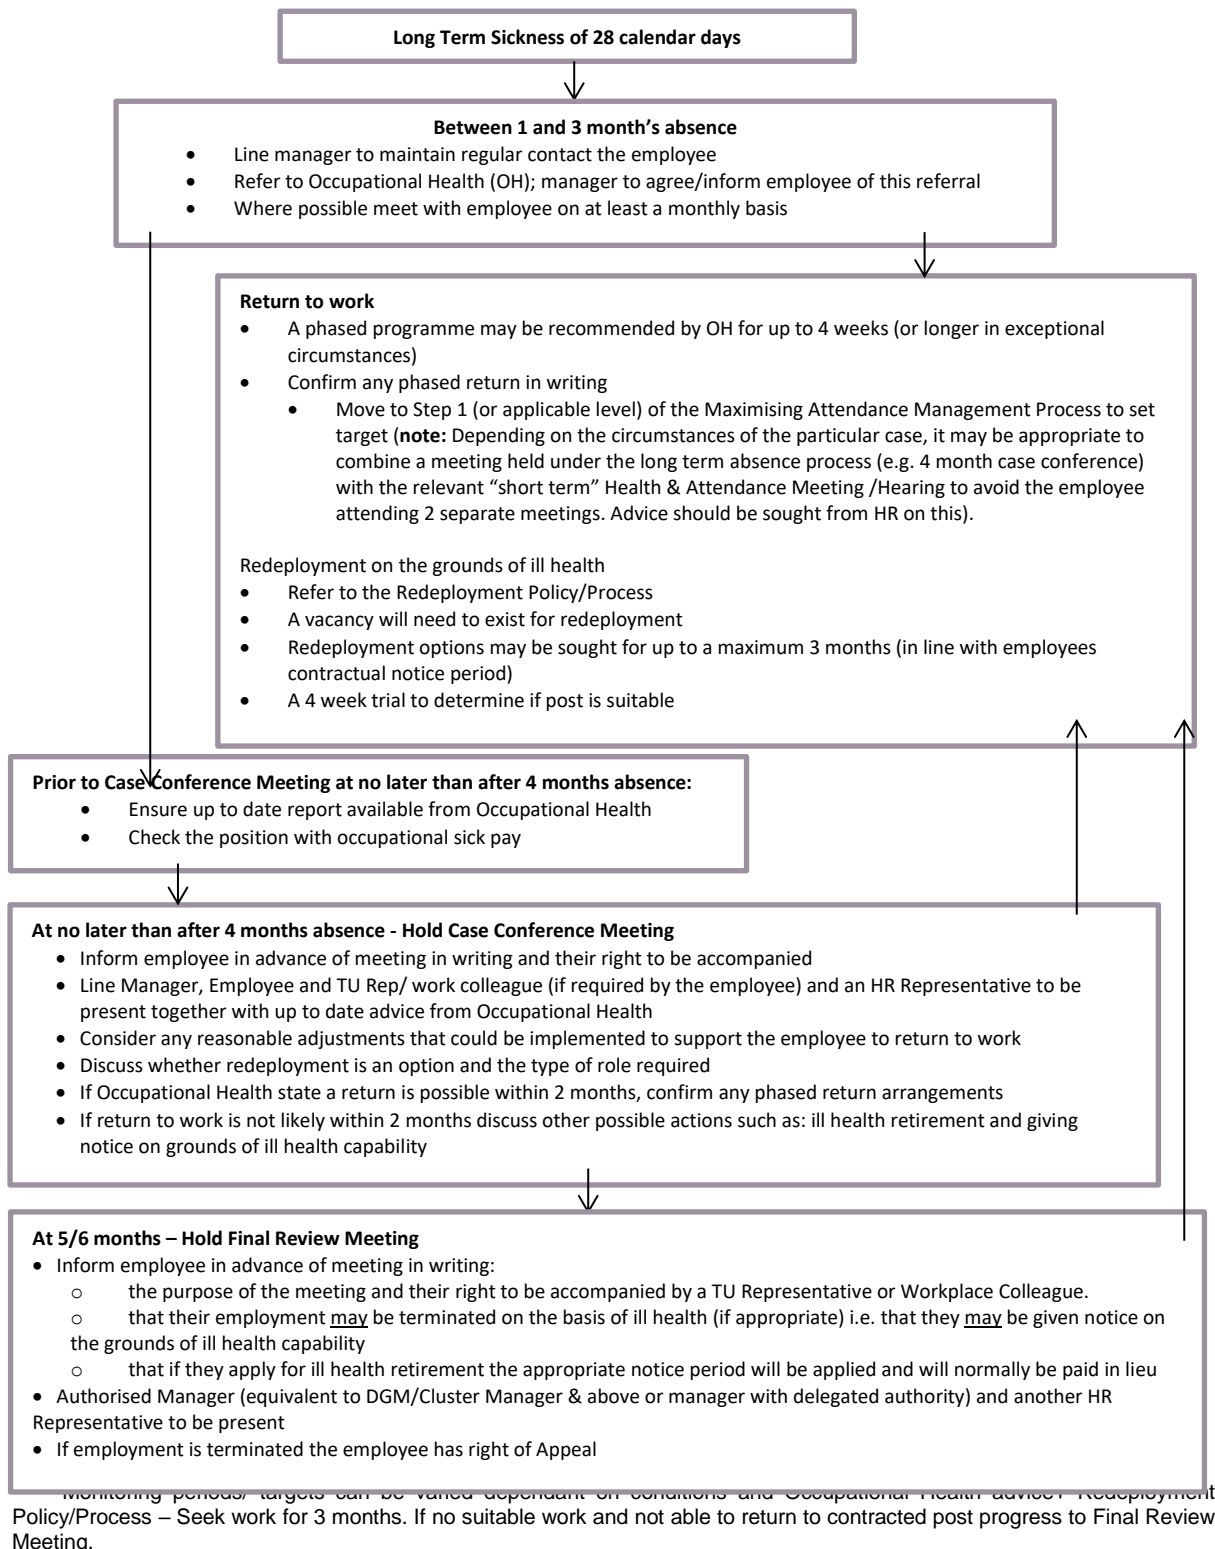 Long Term Sickness of 28 calendar days
Between 1 and 3 month's absence
• Line manager to maintain regular contact the employee
• Refer to Occupational Health (OH); manager to agree/inform employee of this referral
• Where possible meet with employee on at least a monthly basis
Return to work
• A phased programme may be recommended by OH for up to 4 weeks (or longer in exceptional
circumstances)
• Confirm any phased return in writing
• Move to Step 1 (or applicable level) of the Maximising Attendance Management Process to set
target (note: Depending on the circumstances of the particular case, it may be appropriate to
combine a meeting held under the long term absence process (e.g. 4 month case conference)
with the relevant “short term” Health & Attendance Meeting /Hearing to avoid the employee
attending 2 separate meetings. Advice should be sought from HR on this).
Redeployment on the grounds of ill health
• Refer to the Redeployment Policy/Process
• A vacancy will need to exist for redeployment
• Redeployment options may be sought for up to a maximum 3 months (in line with employees
contractual notice period)
• A 4 week trial to determine if post is suitable
Prior to Case Conference Meeting at no later than after 4 months absence:
• Ensure up to date report available from Occupational Health
• Check the position with occupational sick pay
At no later than after 4 months absence - Hold Case Conference Meeting
• Inform employee in advance of meeting in writing and their right to be accompanied
• Line Manager, Employee and TU Rep/ work colleague (if required by the employee) and an HR Representative to be
present together with up to date advice from Occupational Health
• Consider any reasonable adjustments that could be implemented to support the employee to return to work
• Discuss whether redeployment is an option and the type of role required
• If Occupational Health state a return is possible within 2 months, confirm any phased return arrangements
• If return to work is not likely within 2 months discuss other possible actions such as: ill health retirement and giving
notice on grounds of ill health capability
At 5/6 months – Hold Final Review Meeting
• Inform employee in advance of meeting in writing:
o the purpose of the meeting and their right to be accompanied by a TU Representative or Workplace Colleague.
o that their employment may be terminated on the basis of ill health (if appropriate) i.e. that they may be given notice on
the grounds of ill health capability
o that if they apply for ill health retirement the appropriate notice period will be applied and will normally be paid in lieu
• Authorised Manager (equivalent to DGM/Cluster Manager & above or manager with delegated authority) and another HR
Representative to be present
• If employment is terminated the employee has right of Appeal
Monitoring periods/ targets can be varied dependant on conditions and Occupational Health advice+ Redeployment
Policy/Process – Seek work for 3 months. If no suitable work and not able to return to contracted post progress to Final Review
Meeting.